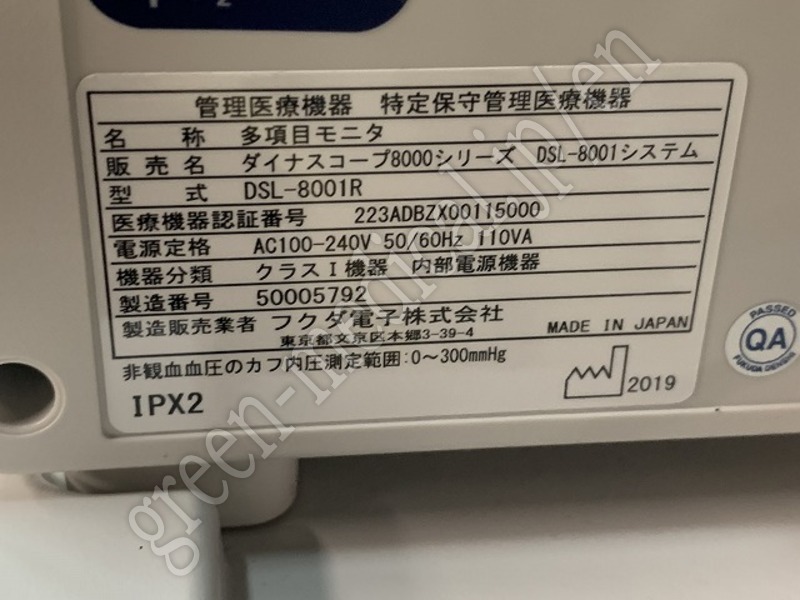 2
管理医療機器 特定保守管理医療機器
名 称 多項目モニタ
販 売 名 ダイナスコープ8000シリーズ DSL-8001システム
型 式 DSL-8001R
医療機器認証番号 223ADBZX00115000
電源定格 AC100-240V 50/60Hz 110VA
機器分類 クラスⅠ機器 内部電源機器
製造番号 50005792
製造販売業者 フクダ電子株式会社
東京都文京区本郷3-39-4 MADE IN JAPAN
非観血血圧のカフ内圧測定範囲:0~300mmHg
IPX2
2019
PASSED
QA
FUKUDA DENSHI
green-medical.jp/en